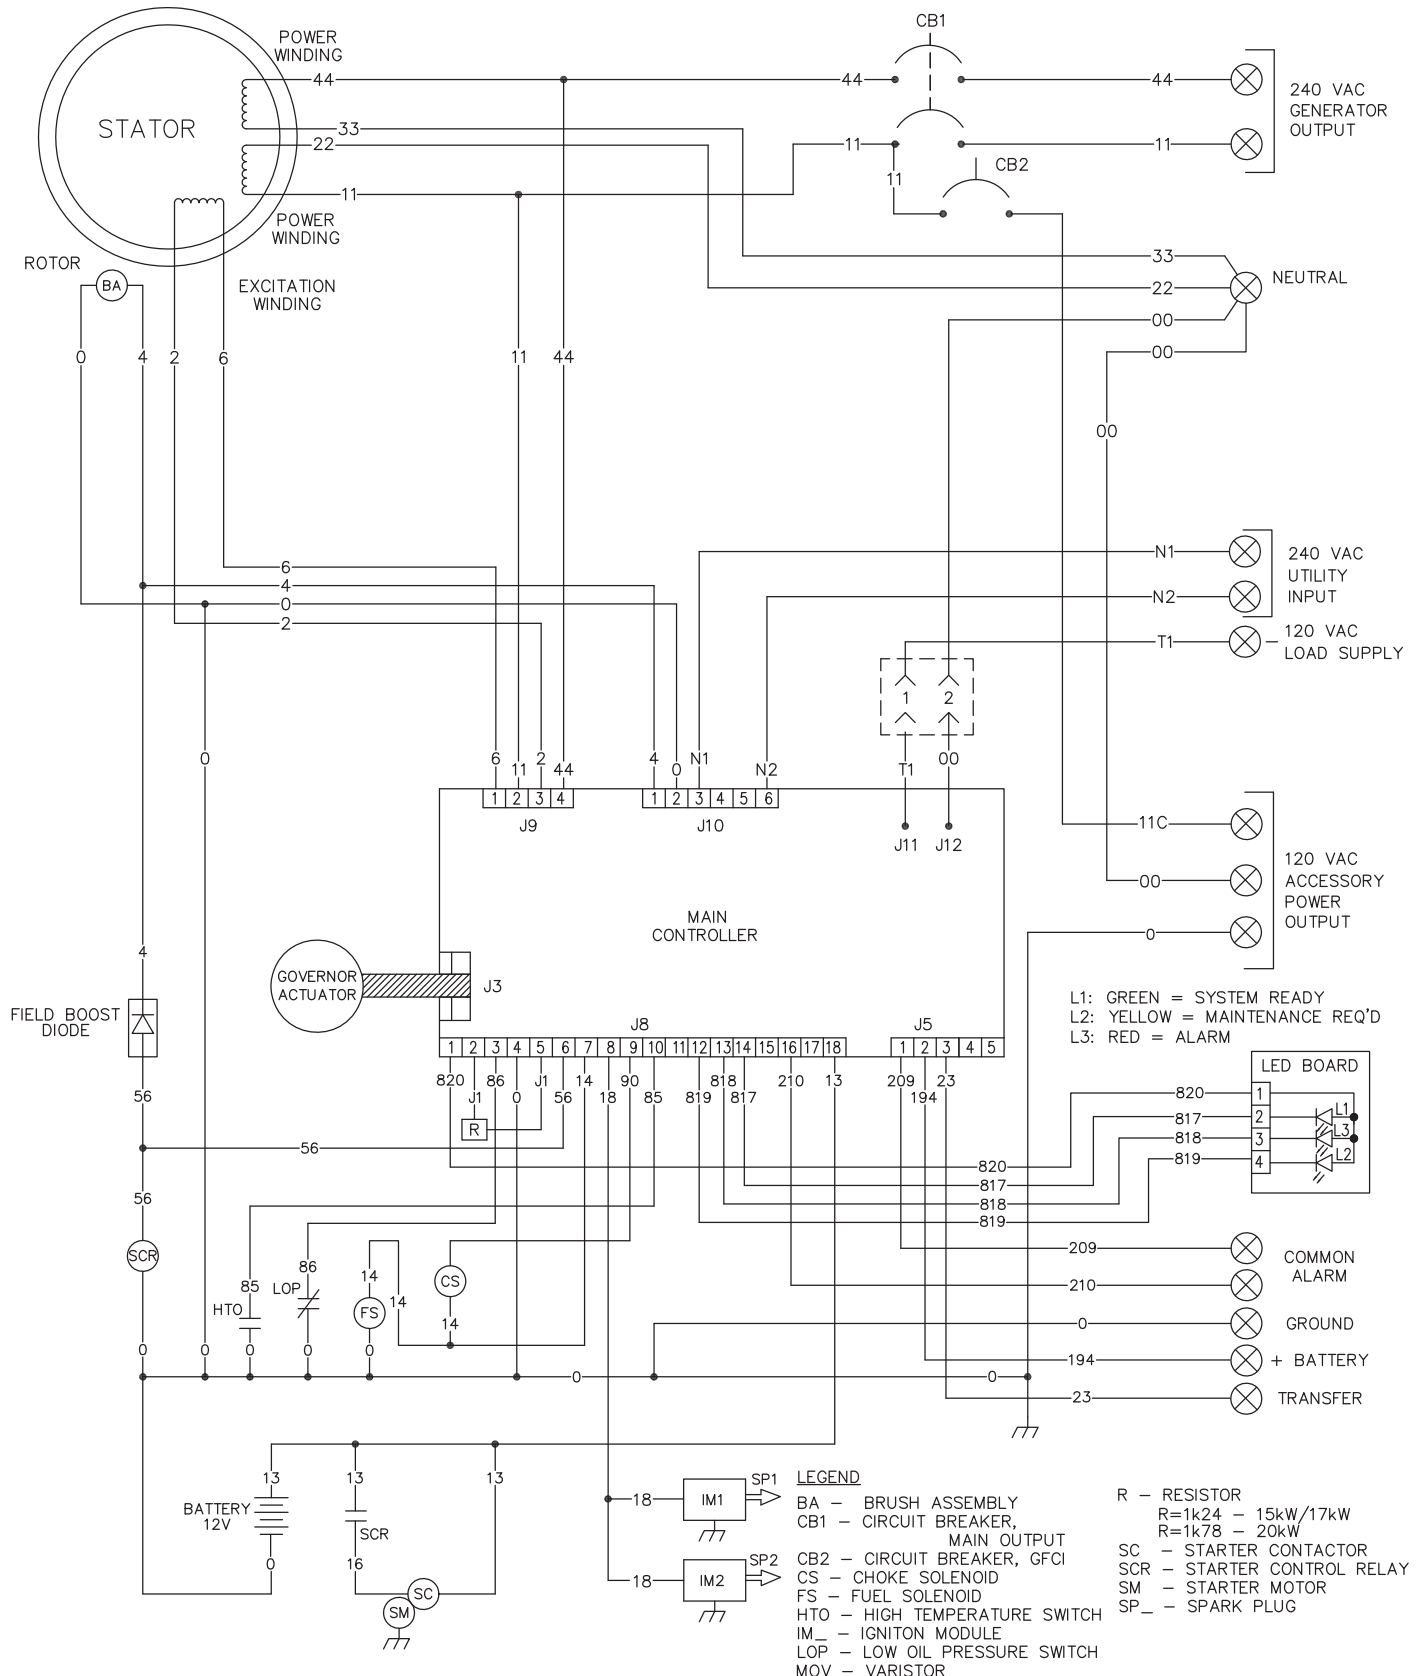 CB1
POWER
WINDING
44
44
44
240 VAC
GENERATOR
OUTPUT
STATOR
33
22
11
11
CB2
11
11
POWER
WINDING
ROTOR
BA
EXCITATION
WINDING
33
NEUTRAL
22
00
00
0
4
2
6
11
44
00
6
4
0
2
N1
240 VAC
UTILITY
INPUT
N2
T1
120 VAC
LOAD SUPPLY
1
2
0
6
11
2
44
4
0
N1
N2
T1
00
1
2
3
4
J9
1
2
3
4
5
6
J10
J11
J12
11C
120 VAC
ACCESSORY
POWER
OUTPUT
00
0
MAIN
CONTROLLER
4
GOVERNOR
ACTUATOR
J3
FIELD BOOST
DIODE
L1: GREEN = SYSTEM READY
L2: YELLOW = MAINTENANCE REQ'D
L3: RED = ALARM
J8
J5
1
2
3
4
5
6
7
8
9
10
11
12
13
14
15
16
17
18
1
2
3
4
5
820
J1
86
0
J1
56
14
18
90
85
819
818
817
210
13
209
194
23
R
LED BOARD
820
1
817
2
L1
818
3
L3
819
4
L2
56
56
56
820
817
818
819
SCR
209
COMMON
ALARM
210
85
HTO
86
LOP
14
FS
14
CS
14
0
GROUND
194
+ BATTERY
23
TRANSFER
0
0
0
0
0
0
0
13
BATTERY
12V
0
13
SCR
16
13
SC
SM
18
IM1
SP1
18
IM2
SP2
LEGEND
BA – BRUSH ASSEMBLY
CB1 – CIRCUIT BREAKER,
MAIN OUTPUT
CB2 – CIRCUIT BREAKER, GFCI
CS – CHOKE SOLENOID
FS – FUEL SOLENOID
HTO – HIGH TEMPERATURE SWITCH
IM_ – IGNITON MODULE
LOP – LOW OIL PRESSURE SWITCH
MOV – VARISTOR
R – RESISTOR
R=1k24 – 15kW/17kW
R=1k78 – 20kW
SC – STARTER CONTACTOR
SCR – STARTER CONTROL RELAY
SM – STARTER MOTOR
SP_ – SPARK PLUG